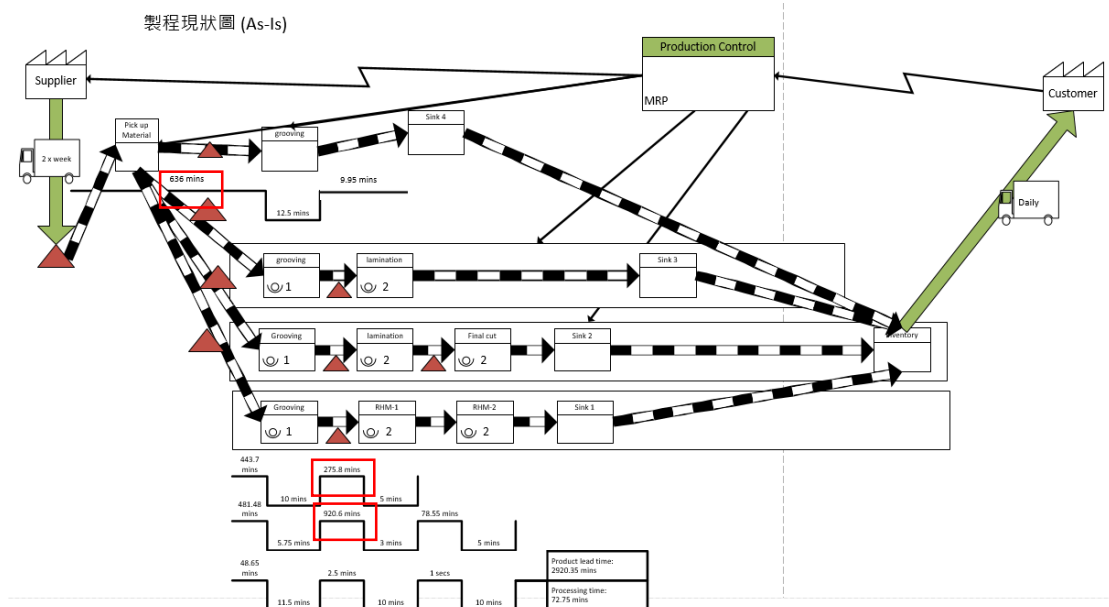 製程現狀圖 (As-Is)
Production Control
MRP
Supplier
Customer
2 x week
Daily
Pick up
Material
grooving
Sink 4
636 mins
12.5 mins
9.95 mins
grooving
1
lamination
2
Sink 3
Grooving
1
lamination
2
Final cut
2
Sink 2
Inventory
Grooving
1
RHM-1
2
RHM-2
2
Sink 1
443.7
mins
10 mins
275.8 mins
5 mins
481.48
mins
5.75 mins
920.6 mins
3 mins
78.55 mins
5 mins
48.65
mins
11.5 mins
2.5 mins
10 mins
1 secs
10 mins
Product lead time:
2920.35 mins
Processing time:
72.75 mins